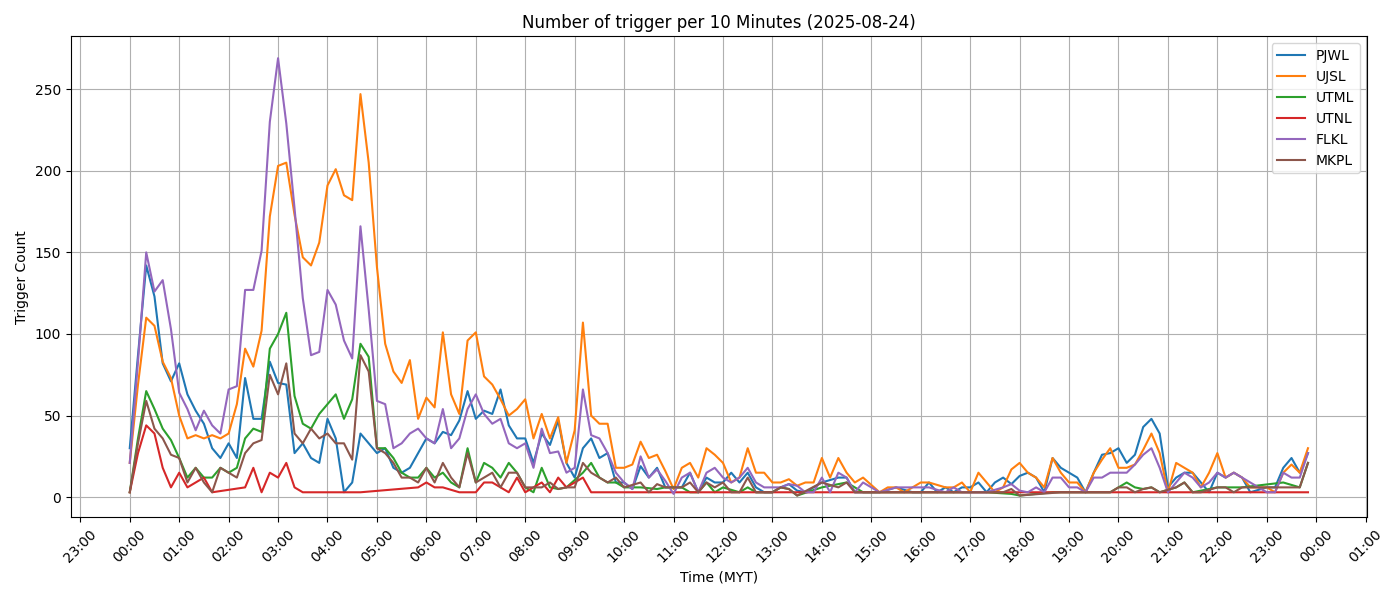 Number of trigger per 10 Minutes (2025-08-24)
Trigger Count
250
200
150
100
50
0
PJWL
UJSL
UTML
UTNL
FLKL
MKPL
23:00 00:00 01:00 02:00 03:00 04:00 05:00 06:00 07:00 08:00 09:00 10:00 11:00 12:00 13:00 14:00 15:00 16:00 17:00 18:00 19:00 20:00 21:00 22:00 23:00 00:00 01:00
Time (MYT)